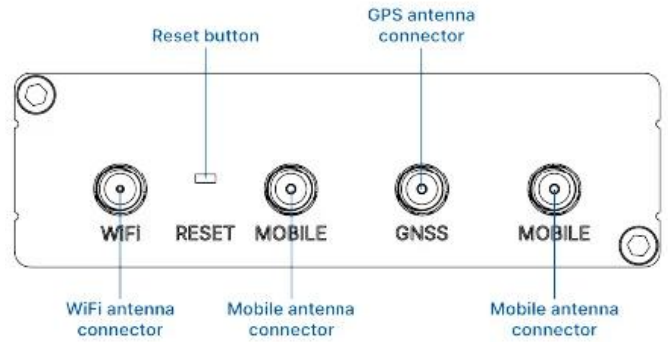 GPS antenna
connector
Reset button
WiFi RESET MOBILE GNSS MOBILE
WiFi antenna
connector
Mobile antenna
connector
Mobile antenna
connector